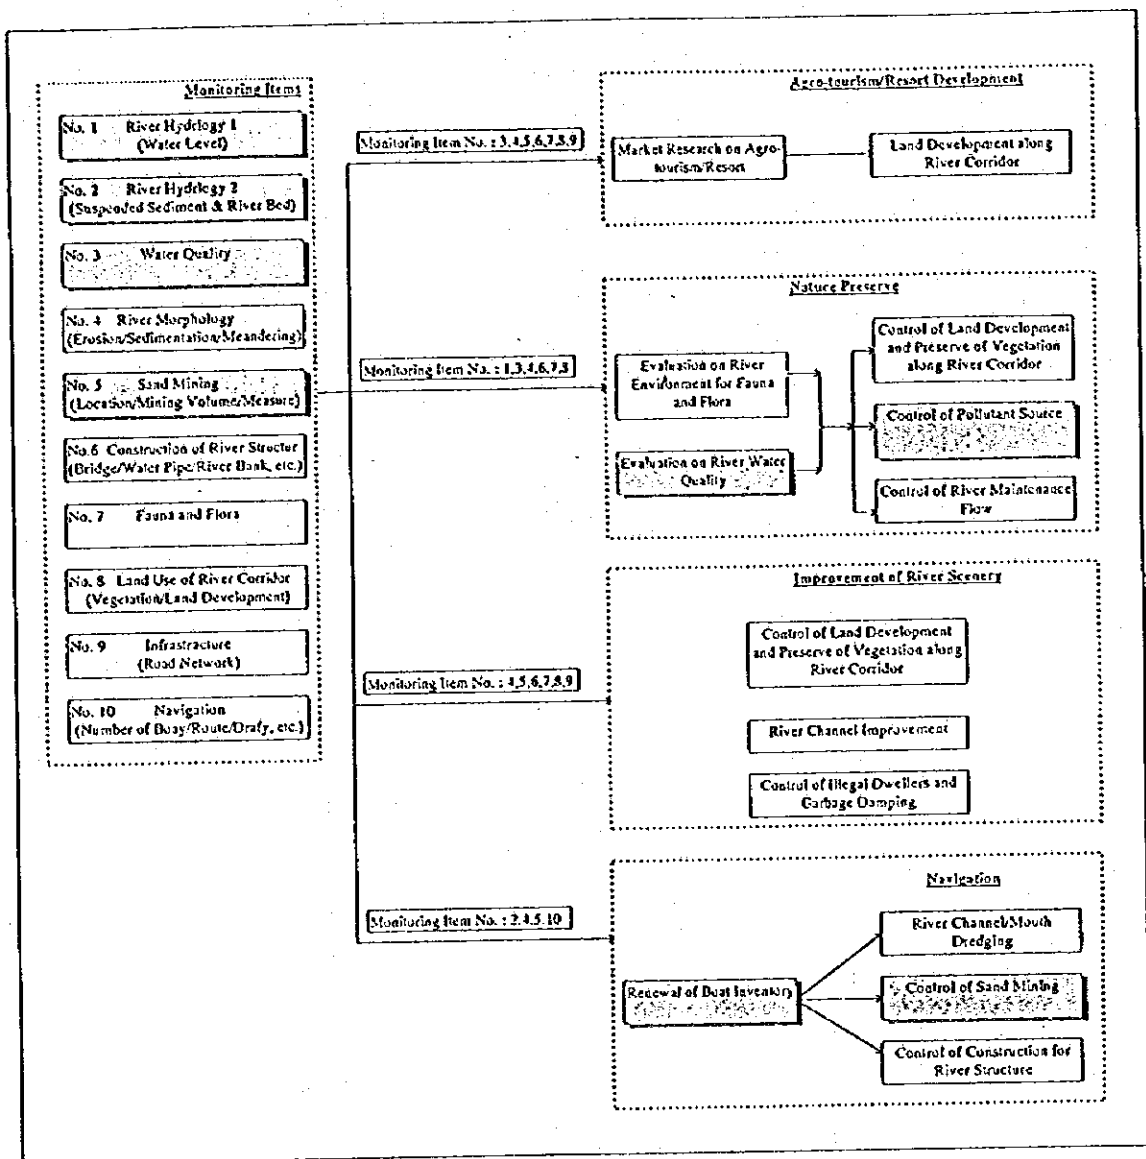 Monitoring Items
No. 1 River Hydrlogy 1
(Water Level)
No. 2 River Hydrlogy 2
(Suspended Sediment & River Bed)
No. 3 Water Quality
No. 4 River Morphology
(Erosion/Sedimentation/Meandering)
No. 5 Sand Mining
(Location/Mining Volume/Measure)
No.6 Construction of River Structer
(Bridge/Water Pipe/River Bank, etc.)
No. 7 Fauna and Flora
No. 8 Land Use of River Corridor
(Vegetation/Land Development)
No. 9 Infrastracture
(Road Network)
No. 10 Navigation
(Number of Boay/Route/Drafy, etc.)
Monitoring Item No. : 3,4,5,6,7,8,9
Agro-tourism/Resort Development
Market Research on Agro-
tourism/Resort
Land Development along
River Corridor
Monitoring Item No. : 1,3,4,6,7,8
Nature Preserve
Evaluation on River
Environment for Fauna
and Flora
Evaluation on River Water
Quality
Control of Land Development
and Preserve of Vegetation
along River Corridor
Control of Pollutant Source
Control of River Maintenance
Flow
Monitoring Item No. : 4,5,6,7,8,9
Improvement of River Scenery
Control of Land Development
and Preserve of Vegetation along
River Corridor
River Channel Improvement
Control of Illegal Dwellers and
Garbage Damping
Monitoring Item No. : 2,4,5,10
Navigation
Renewal of Boat Inventory
River Channel/Mouth
Dredging
Control of Sand Mining
Control of Construction for
River Structure